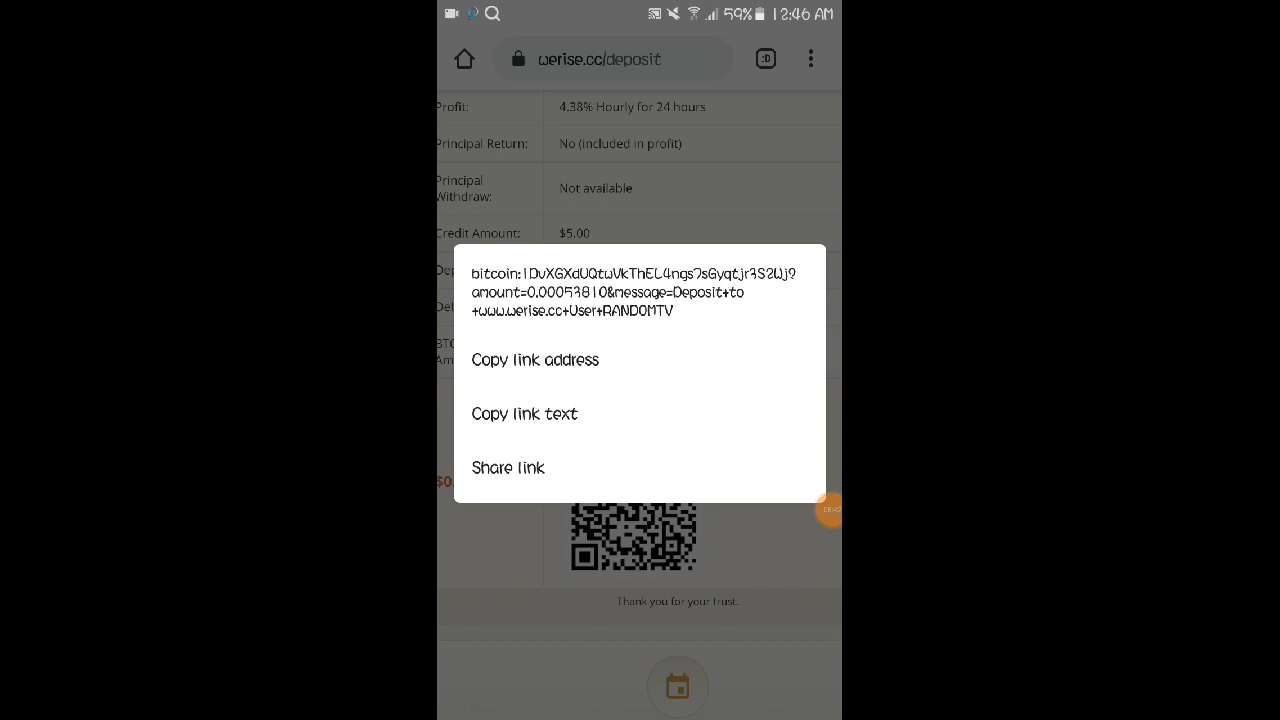 59% 12:46 AM
werise.cc/deposit
:D
Profit: 4.38% Hourly for 24 hours
Principal Return: No (included in profit)
Principal
Withdraw: Not available
Credit Amount: $5.00
bitcoin:1DvXGXdUQtwVkThEL4ngs7sGyqtjr3S2Wj?
amount=0.00053810&message=Deposit+to
+www.werise.cc+User+RANDOMTV
Copy link address
Copy link text
Share link
Thank you for your trust.